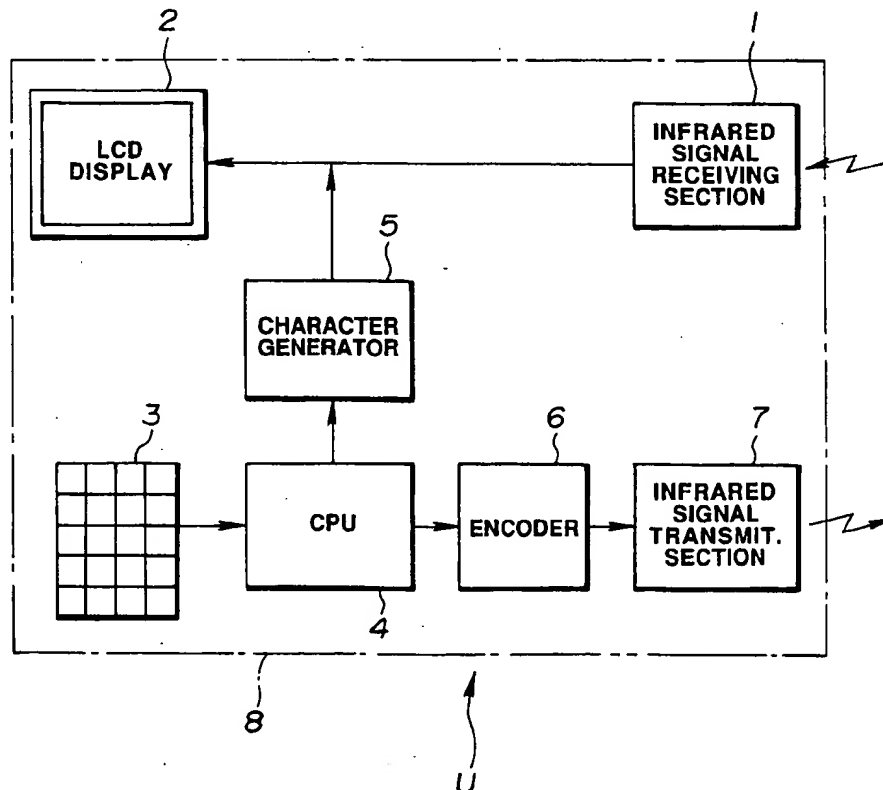 2
1
LCD
DISPLAY
INFRARED
SIGNAL
RECEIVING
SECTION
5
CHARACTER
GENERATOR
3
6
7
CPU
ENCODER
INFRARED
SIGNAL
TRANSMIT.
SECTION
4
8
U